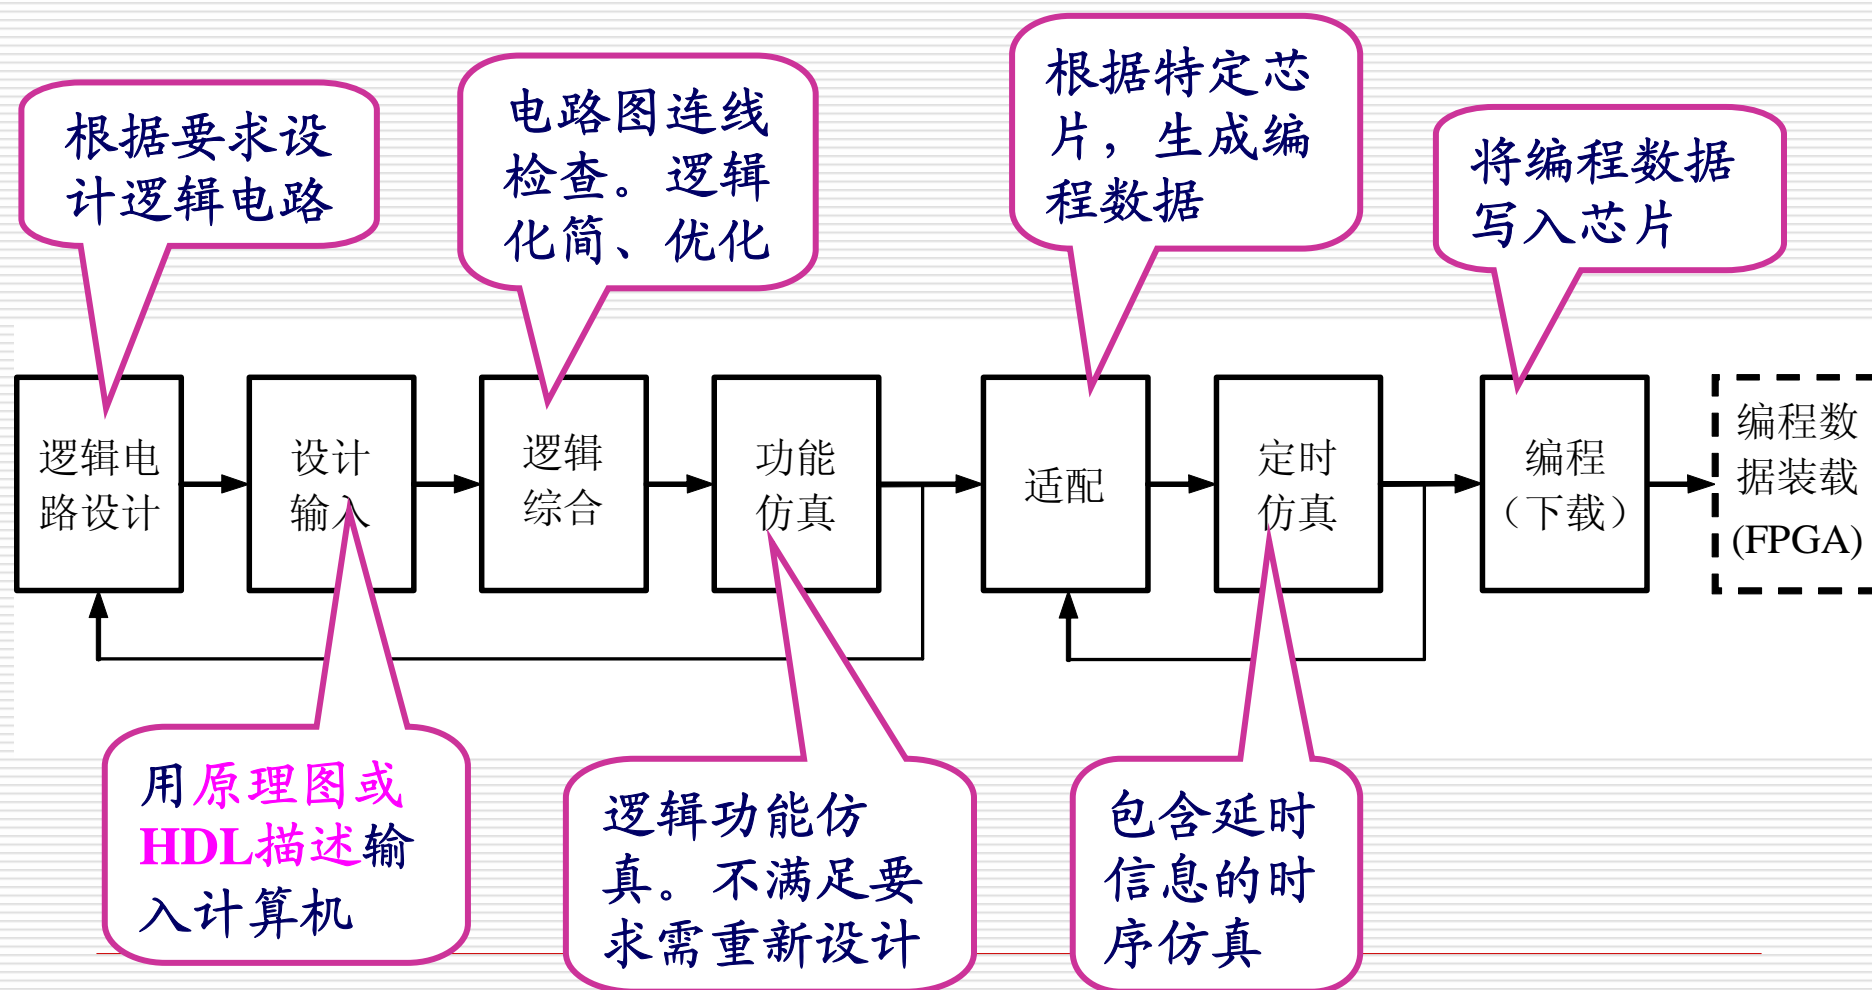 根据要求设
计逻辑电路
电路图连线
检查。逻辑
化简、优化
根据特定芯
片，生成编
程数据
将编程数据
写入芯片
逻辑电
路设计
设计
输入
逻辑
综合
功能
仿真
适配
定时
仿真
编程
（下载）
编程数
据装载
(FPGA)
用原理图或
HDL描述输
入计算机
逻辑功能仿
真。不满足要
求需重新设计
包含延时
信息的时
序仿真